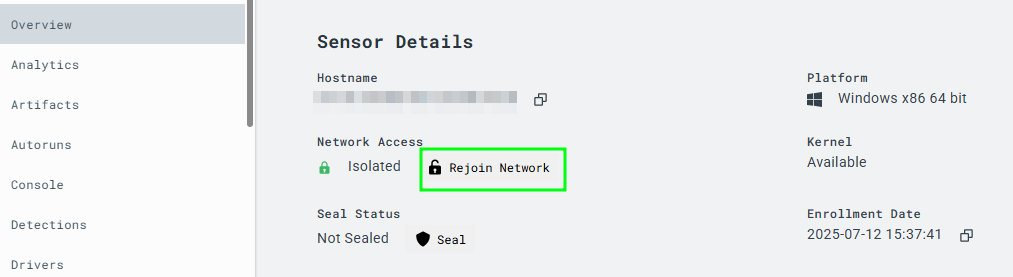 Overview
Analytics
Artifacts
Autoruns
Console
Detections
Drivers
Sensor Details
Hostname
Platform
Windows x86 64 bit
Network Access
Isolated
Rejoin Network
Kernel
Available
Seal Status
Not Sealed
Seal
Enrollment Date
2025-07-12 15:37:41